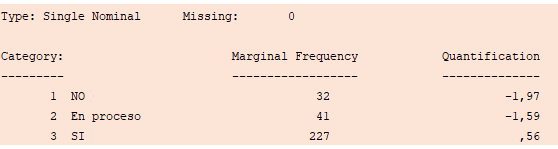 Type: Single Nominal Missing: 0
Category: Marginal Frequency Quantification
--------- ------------------ --------------
1 NO 32 -1,97
2 En proceso 41 -1,59
3 SI 227 ,56